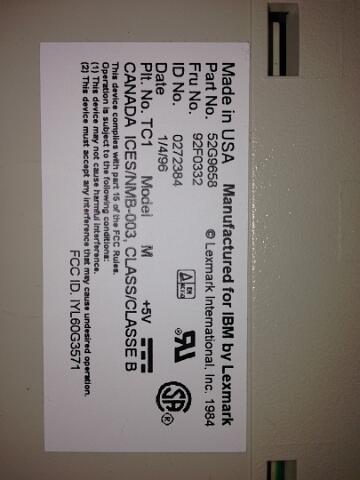 Made in USA Manufactured for IBM by Lexmark
Part No. 52G9658 © Lexmark International, Inc. 1984
Fru No. 92F0332
ID No. 0272384
Date 1/4/96
Plt. No. TC1 Model M +5V
CANADA ICES/NMB-003, CLASS/CLASSE B
This device complies with part 15 of the FCC Rules.
Operation is subject to the following conditions:
(1) This device may not cause harmful interference.
(2) This device must accept any interference that may cause undesired operation.
FCC ID. IYL60G3571